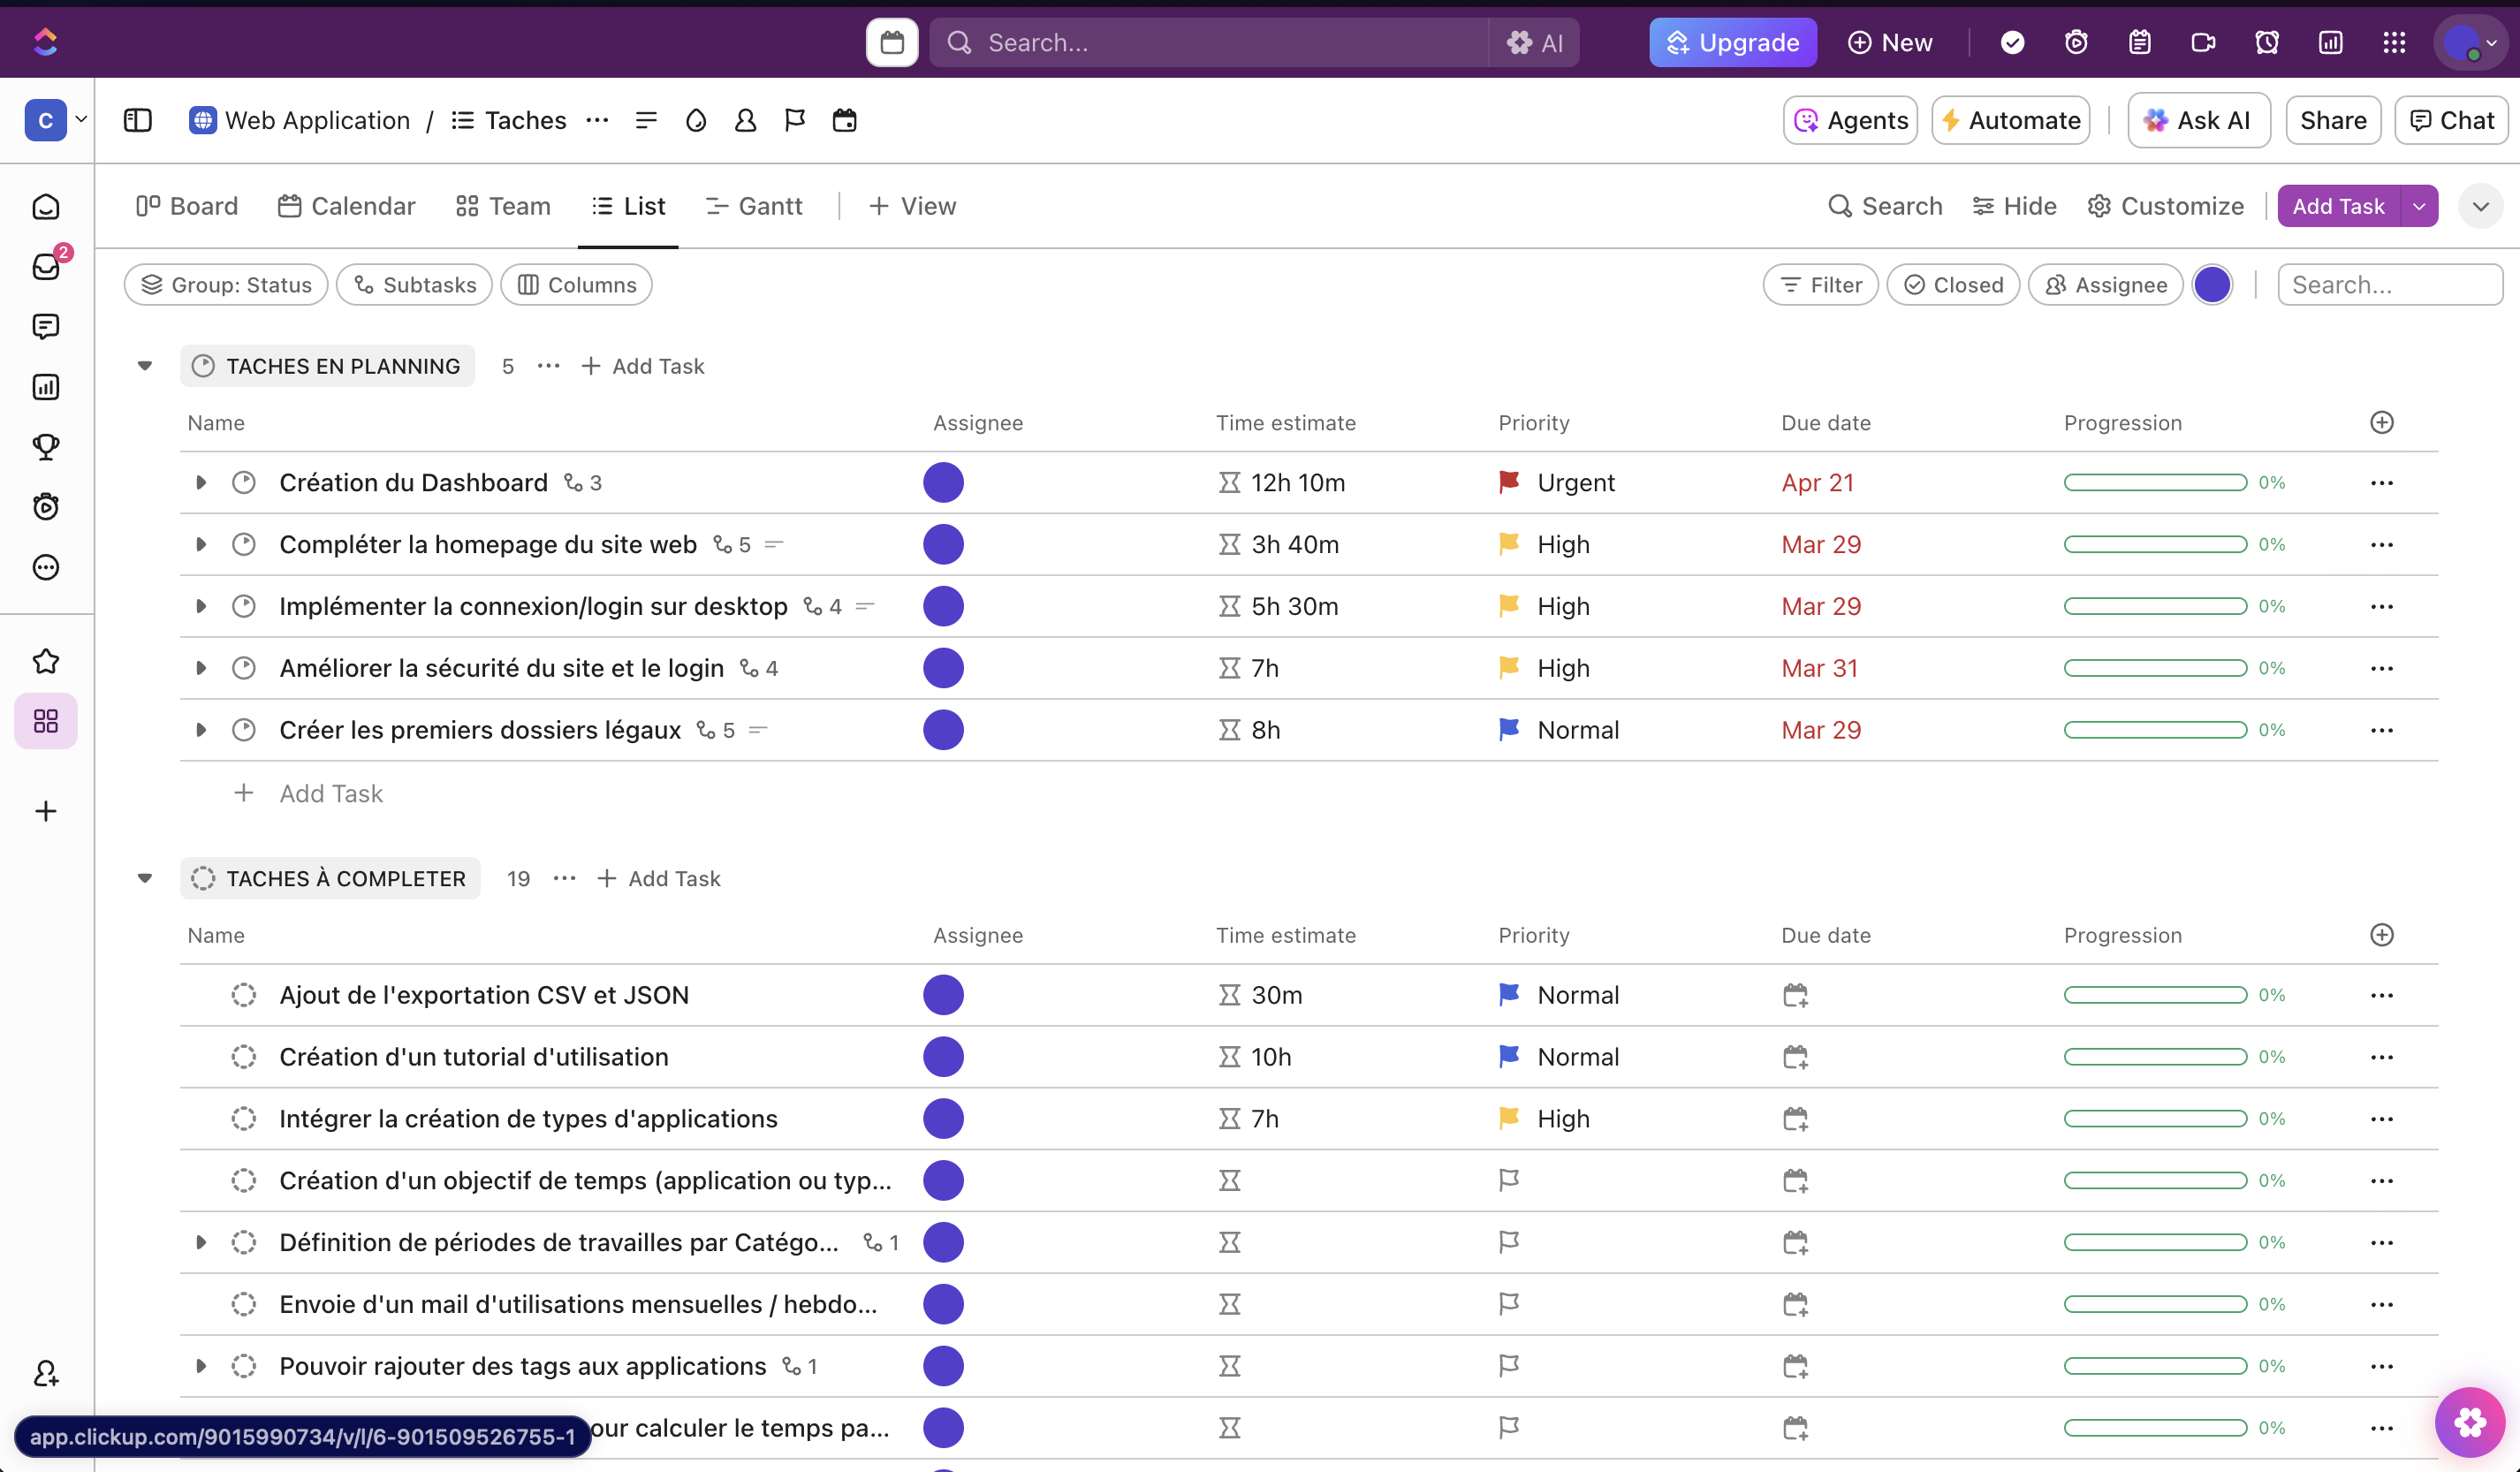 Search...
AI
Upgrade
New
C
Web Application / Taches
Agents
Automate
Ask AI
Share
Chat
2
Board
Calendar
Team
List
Gantt
View
Search
Hide
Customize
Add Task
Group: Status
Subtasks
Columns
Filter
Closed
Assignee
Search...
TACHES EN PLANNING 5 Add Task
Name Assignee Time estimate Priority Due date Progression
Création du Dashboard 3 12h 10m Urgent Apr 21 0%
Compléter la homepage du site web 5 3h 40m High Mar 29 0%
Implémenter la connexion/login sur desktop 4 5h 30m High Mar 29 0%
Améliorer la sécurité du site et le login 4 7h High Mar 31 0%
Créer les premiers dossiers légaux 5 8h Normal Mar 29 0%
Add Task
TACHES À COMPLETER 19 Add Task
Name Assignee Time estimate Priority Due date Progression
Ajout de l'exportation CSV et JSON 30m Normal 0%
Création d'un tutorial d'utilisation 10h Normal 0%
Intégrer la création de types d'applications 7h High 0%
Création d'un objectif de temps (application ou typ... 0%
Définition de périodes de travailles par Catégo... 1 0%
Envoie d'un mail d'utilisations mensuelles / hebdo... 0%
Pouvoir rajouter des tags aux applications 1 0%
our calculer le temps pa... 0%
app.clickup.com/9015990734/v/l/6-901509526755-1